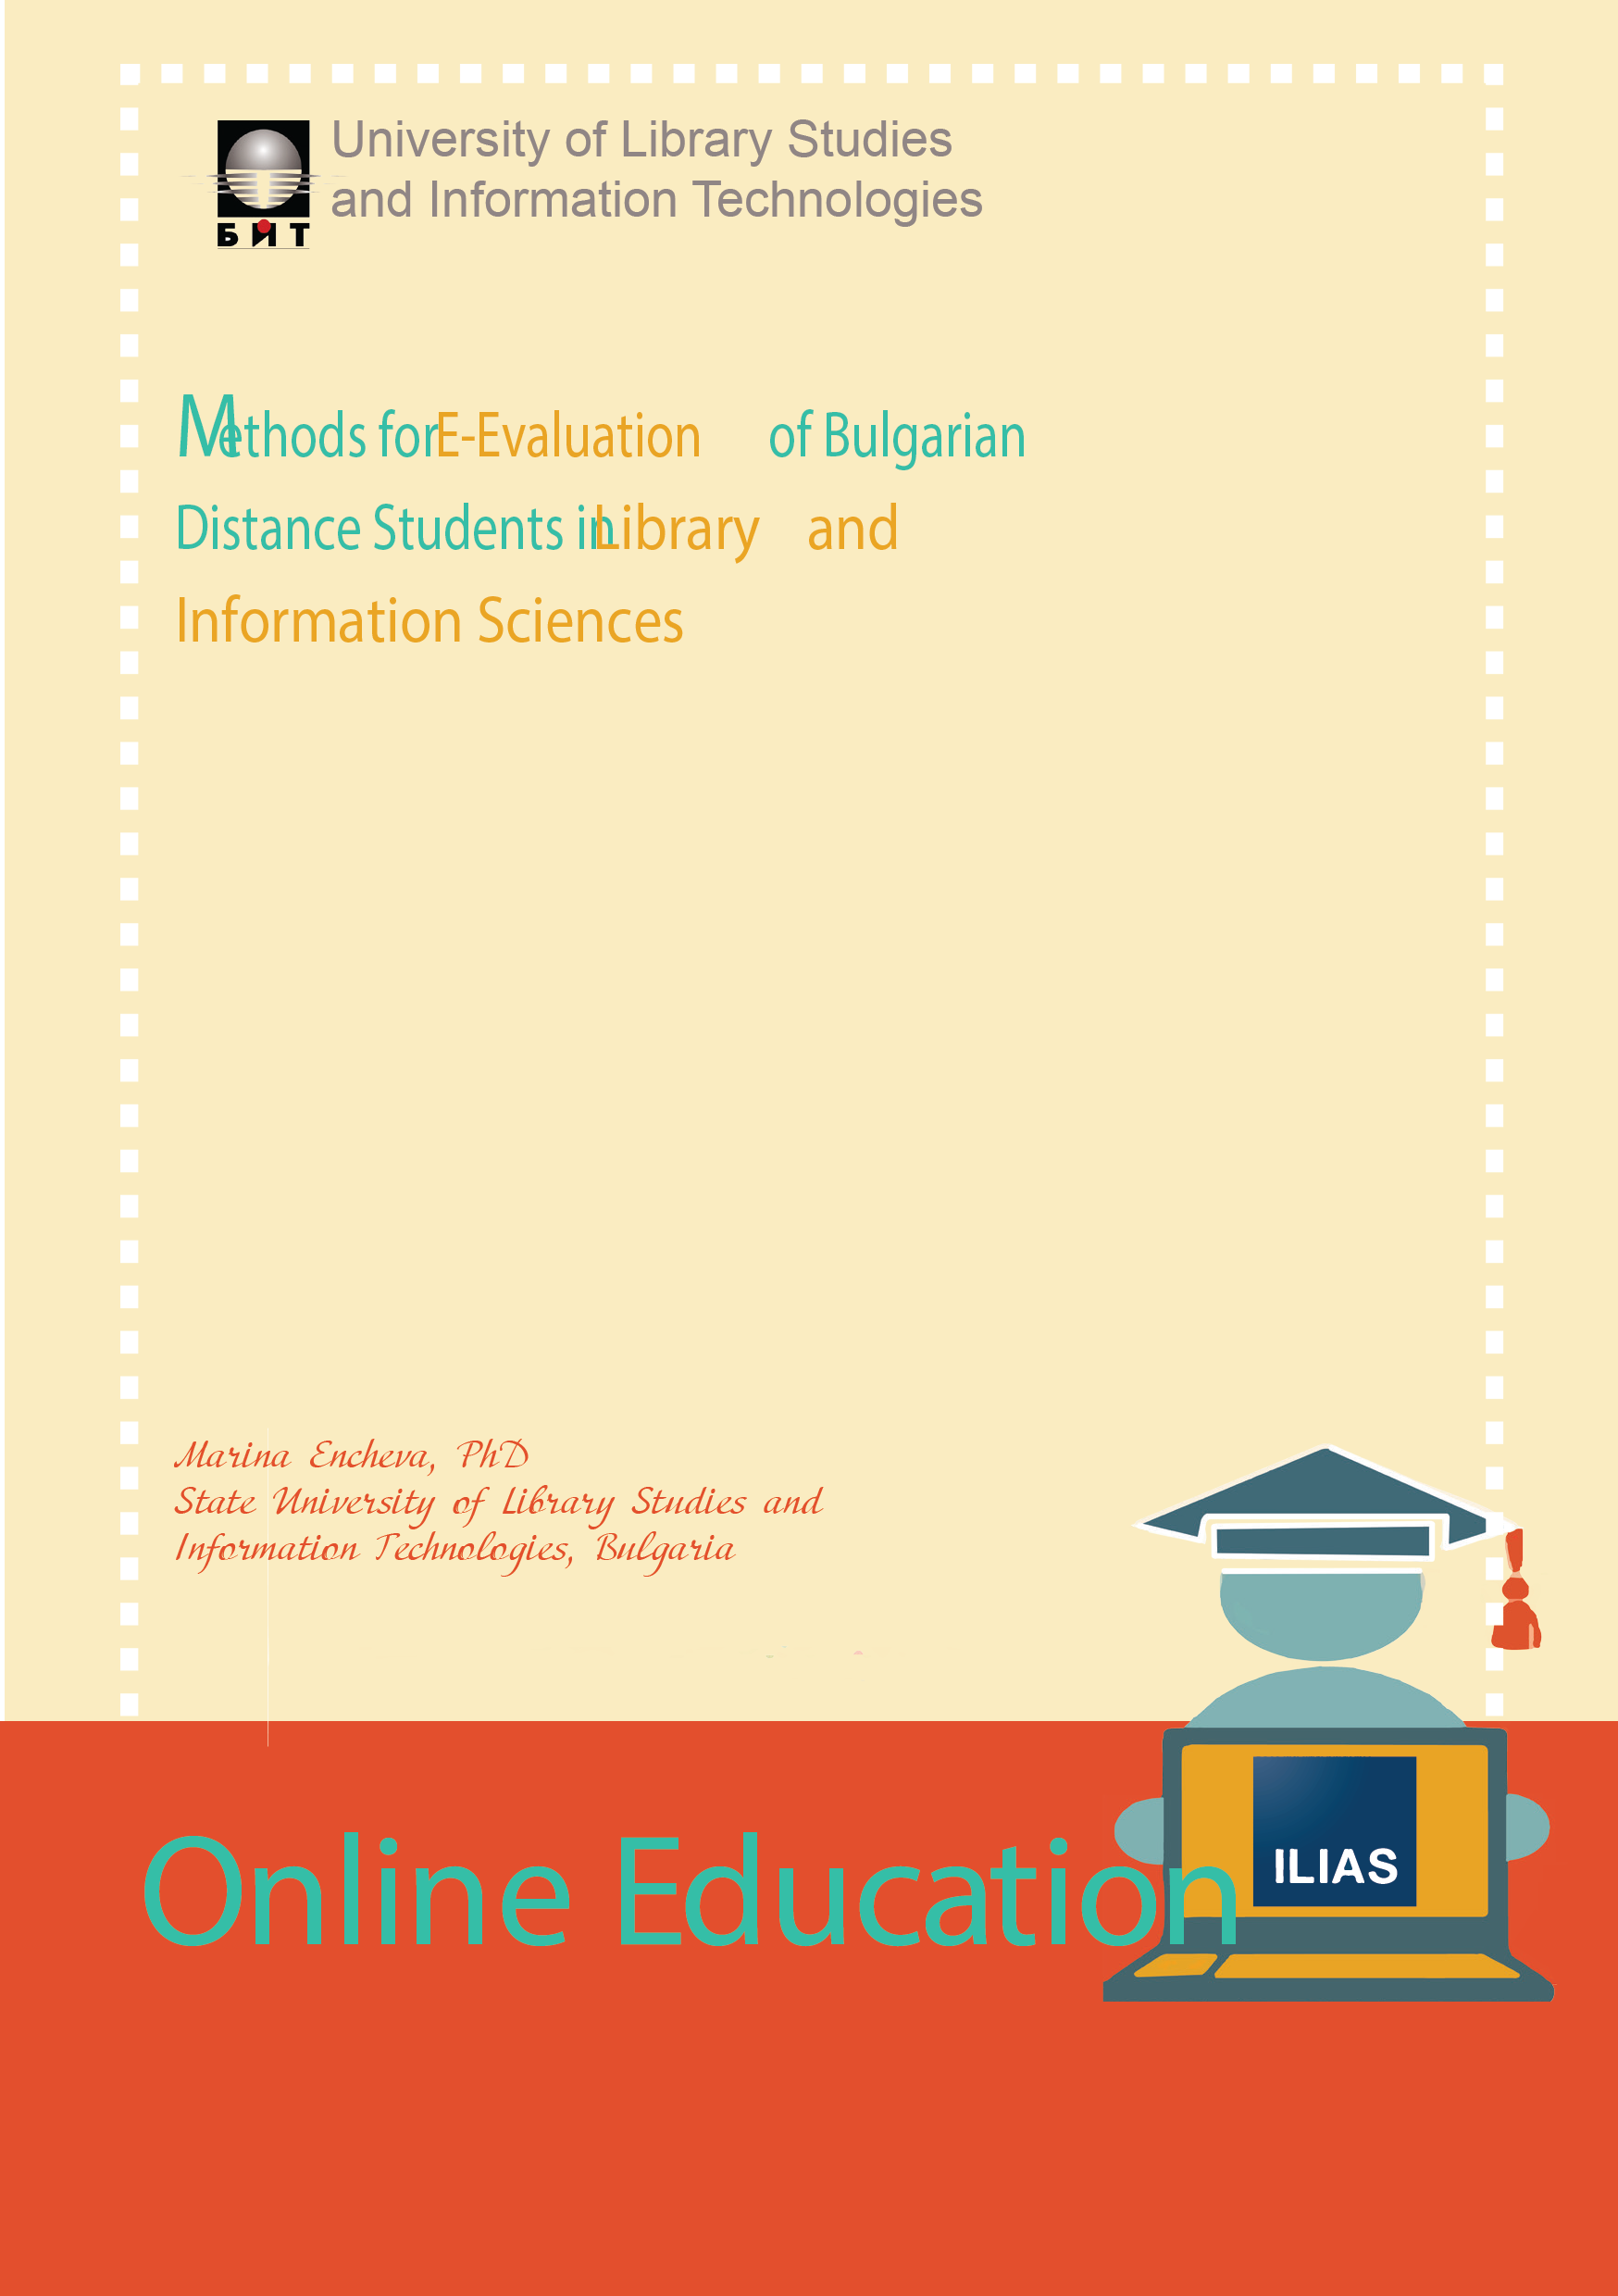 University of Library Studies
and Information Technologies
БИТ
Methods for E-Evaluation of Bulgarian
Distance Students in Library and
Information Sciences
Marina Encheva, PhD
State University of Library Studies and
Information Technologies, Bulgaria
ILIAS
Online Education